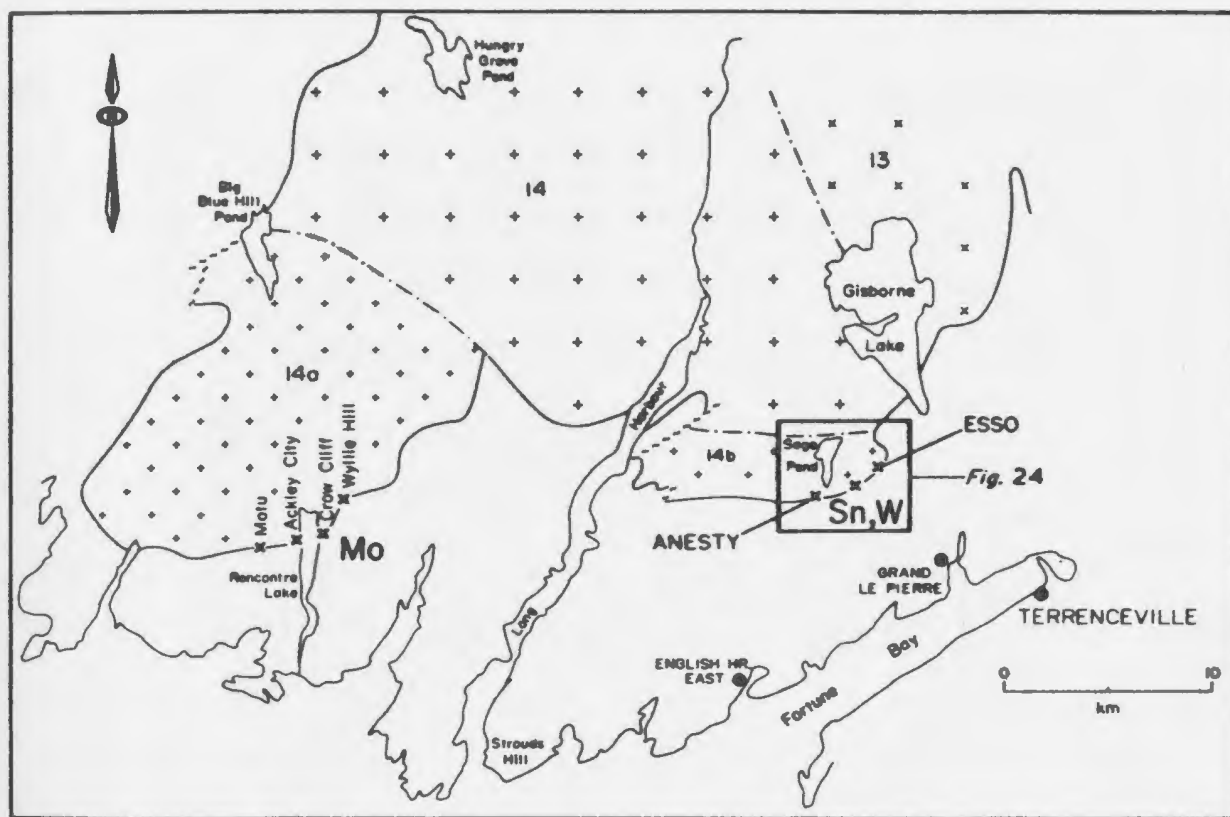 Hungry
Grove
Pond
13
14
Big
Blue Hill
Pond
Gisborne
Lake
14a
Harbour
ESSO
Sage
Pond
14b
Fig. 24
Motu
Ackley City
Crow Cliff
Wyllie Hill
Sn,W
ANESTY
Mo
Rencontre
Lake
GRAND
LE PIERRE
TERRENCEVILLE
Long
Bay
ENGLISH HR.
EAST
Fortune
0 10
km
Strouds
Hill